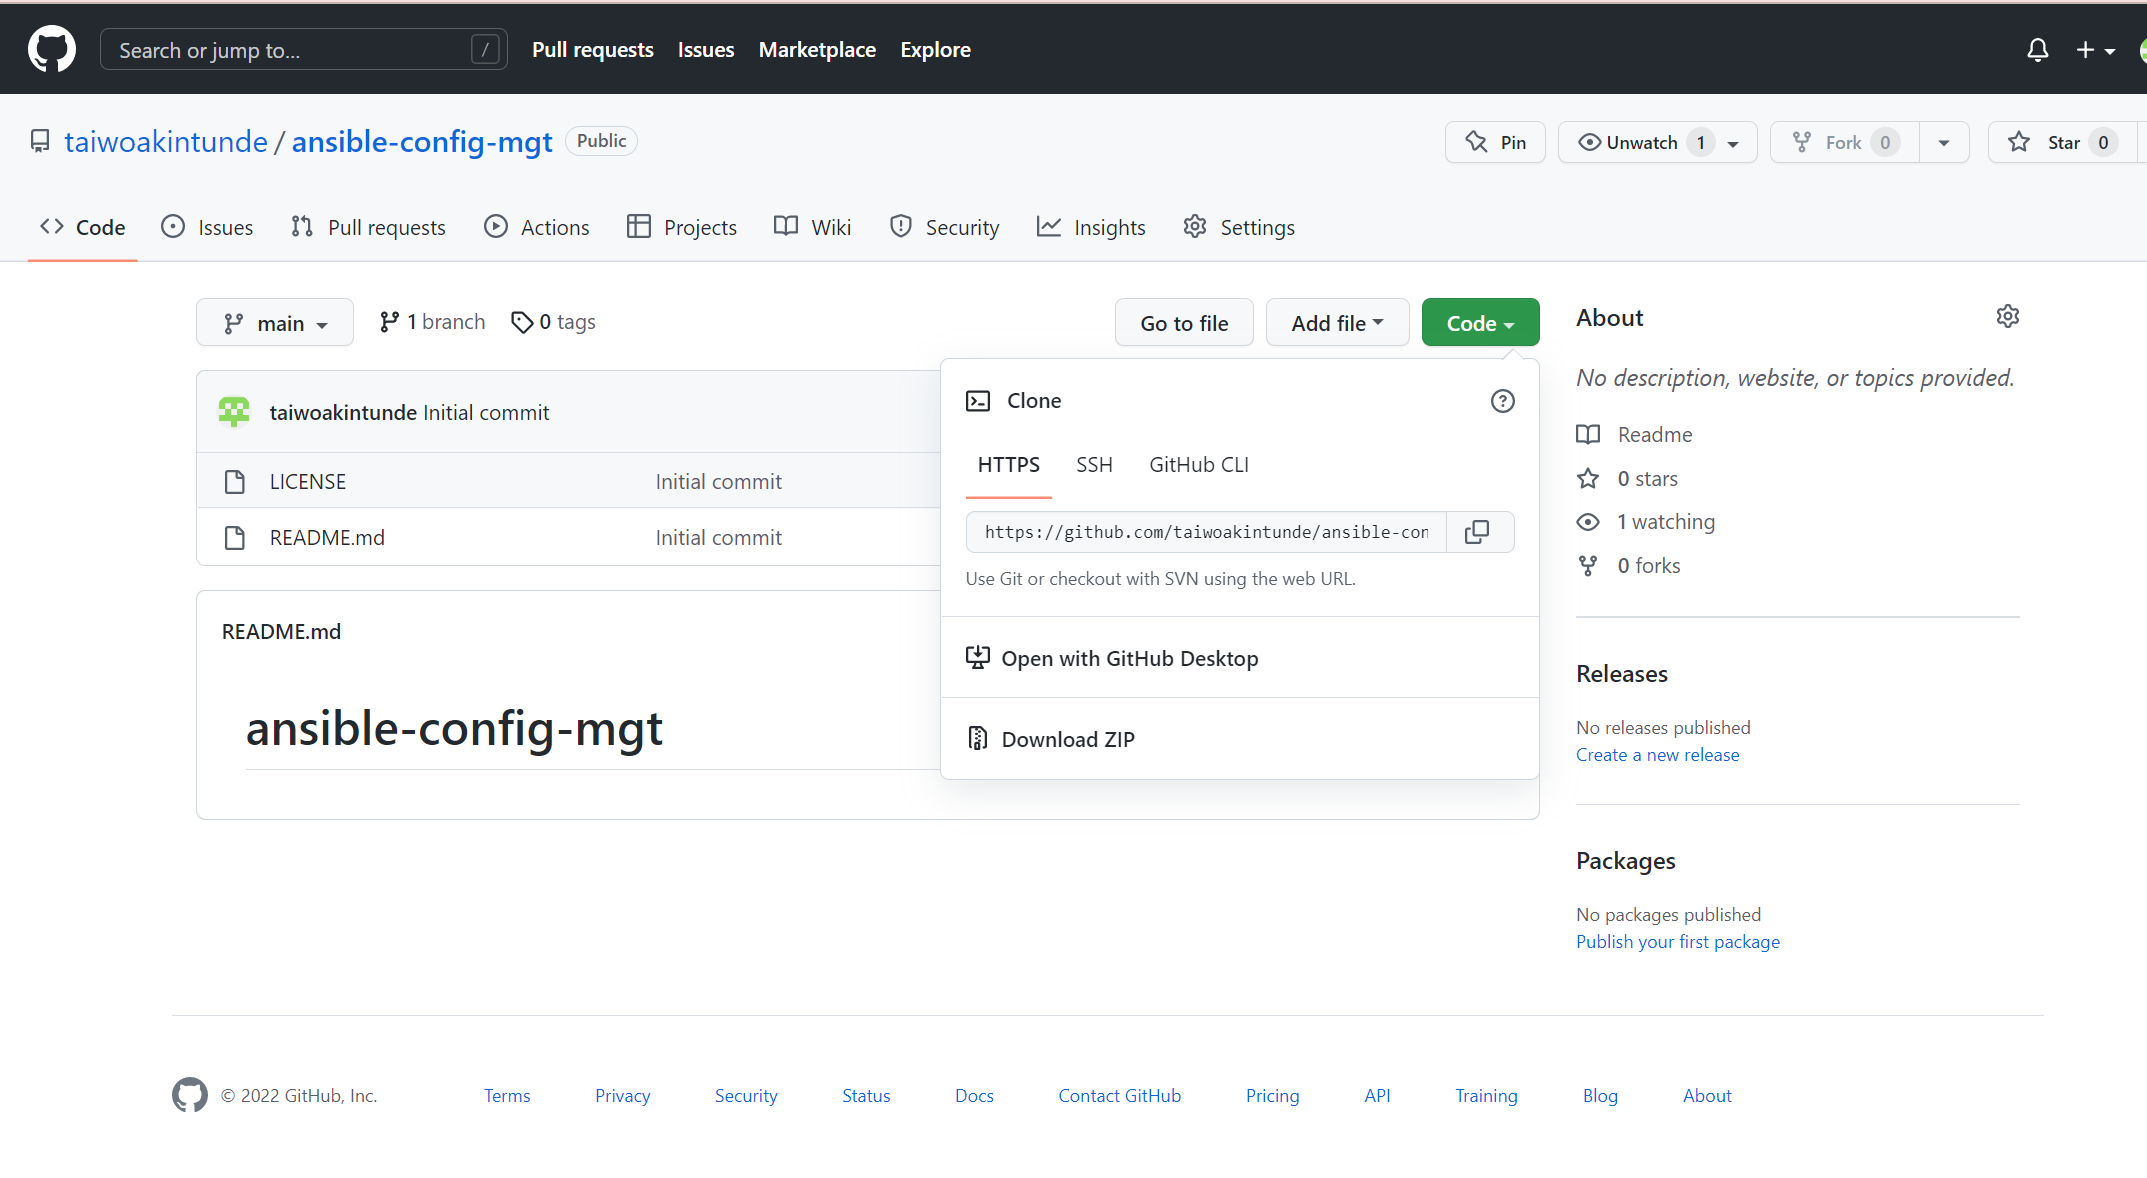 Search or jump to... / Pull requests Issues Marketplace Explore
taiwoakintunde / ansible-config-mgt Public Pin Unwatch 1 Fork 0 Star 0
Code Issues Pull requests Actions Projects Wiki Security Insights Settings
main 1 branch 0 tags Go to file Add file Code
taiwoakintunde Initial commit
LICENSE Initial commit
README.md Initial commit
README.md
ansible-config-mgt
Clone
HTTPS SSH GitHub CLI
https://github.com/taiwoakintunde/ansible-con
Use Git or checkout with SVN using the web URL.
Open with GitHub Desktop
Download ZIP
About
No description, website, or topics provided.
Readme
0 stars
1 watching
0 forks
Releases
No releases published
Create a new release
Packages
No packages published
Publish your first package
© 2022 GitHub, Inc. Terms Privacy Security Status Docs Contact GitHub Pricing API Training Blog About